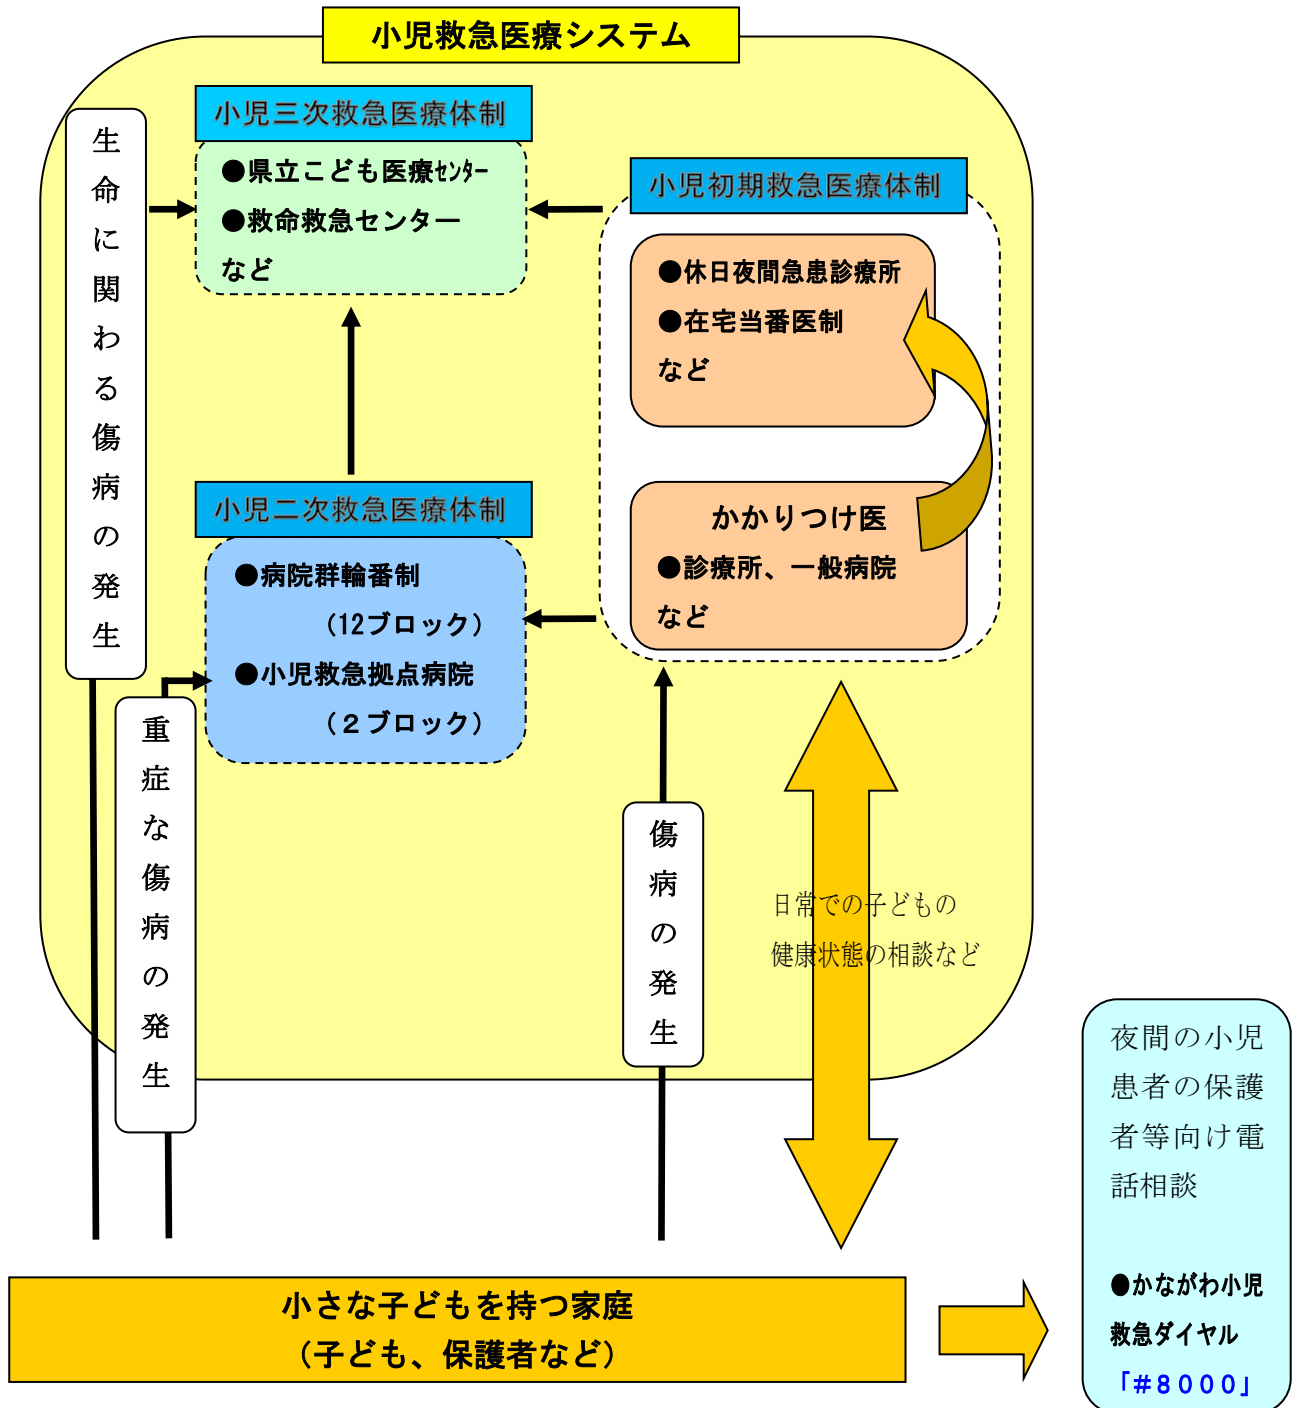 小児救急医療システム
生命に関わる傷病の発生
小児三次救急医療体制
●県立こども医療ｾﾝﾀｰ
●救命救急センター
など
小児初期救急医療体制
●休日夜間急患診療所
●在宅当番医制
など
かかりつけ医
●診療所、一般病院
など
小児二次救急医療体制
●病院群輪番制
（12ブロック）
●小児救急拠点病院
（２ブロック）
重症な傷病の発生
傷病の発生
日常での子どもの
健康状態の相談など
小さな子どもを持つ家庭
（子ども、保護者など）
夜間の小児
患者の保護
者等向け電
話相談
●かながわ小児
救急ダイヤル
「＃８０００」